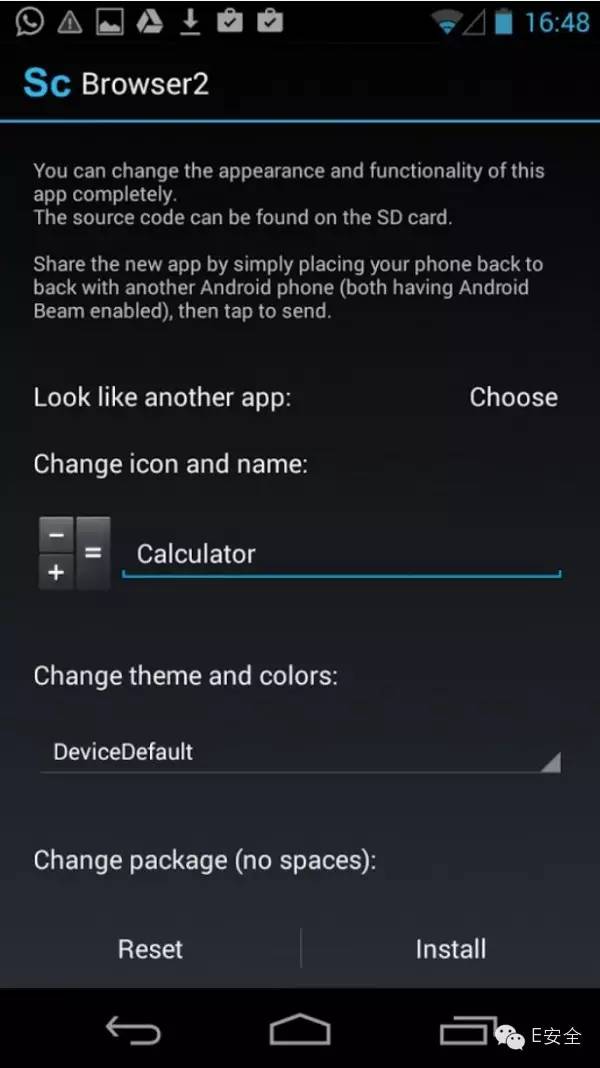 16:48
Sc Browser2
You can change the appearance and functionality of this
app completely.
The source code can be found on the SD card.
Share the new app by simply placing your phone back to
back with another Android phone (both having Android
Beam enabled), then tap to send.
Look like another app: Choose
Change icon and name:
− + = Calculator
Change theme and colors:
DeviceDefault
Change package (no spaces):
Reset Install
E安全